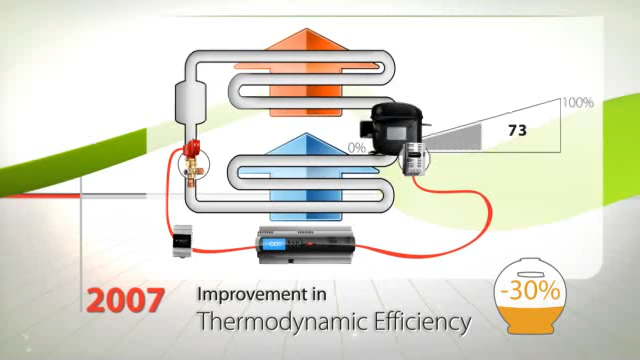 100%
73
0%
2007
Improvement in
Thermodynamic Efficiency
-30%